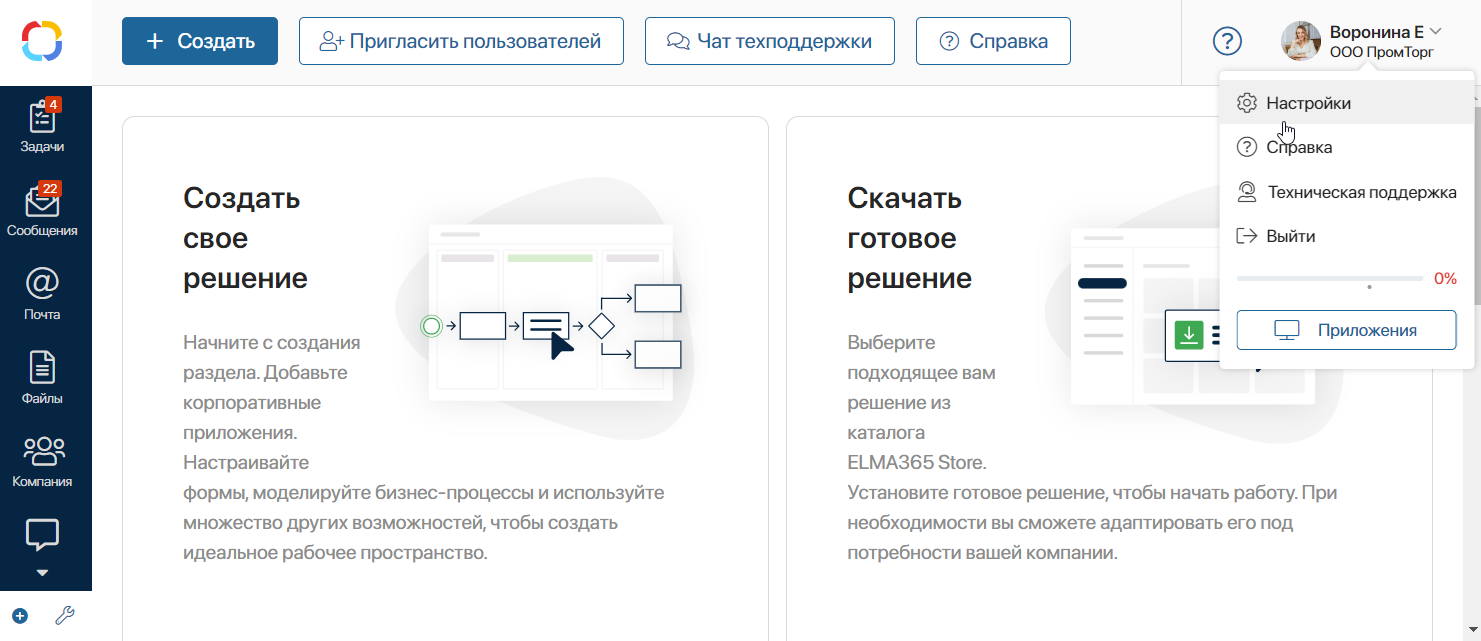 Создать
Пригласить пользователей
Чат техподдержки
Справка
?
Воронина Е
ООО ПромТорг
4
Задачи
22
Сообщения
Почта
Файлы
Компания
Создать
свое
решение
Начните с создания
раздела. Добавьте
корпоративные
приложения.
Настраивайте
формы, моделируйте бизнес-процессы и используйте
множество других возможностей, чтобы создать
идеальное рабочее пространство.
Скачать
готовое
решение
Выберите
подходящее вам
решение из
каталога
ELMA365 Store.
Установите готовое решение, чтобы начать работу. При
необходимости вы сможете адаптировать его под
потребности вашей компании.
Настройки
Справка
Техническая поддержка
Выйти
0%
Приложения